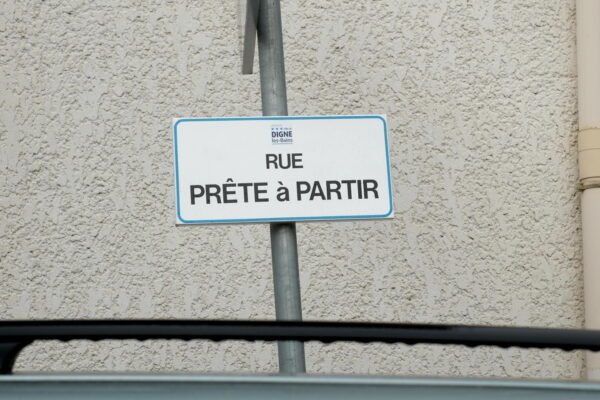 DIGNE
les-Bains
RUE
PRÊTE à PARTIR